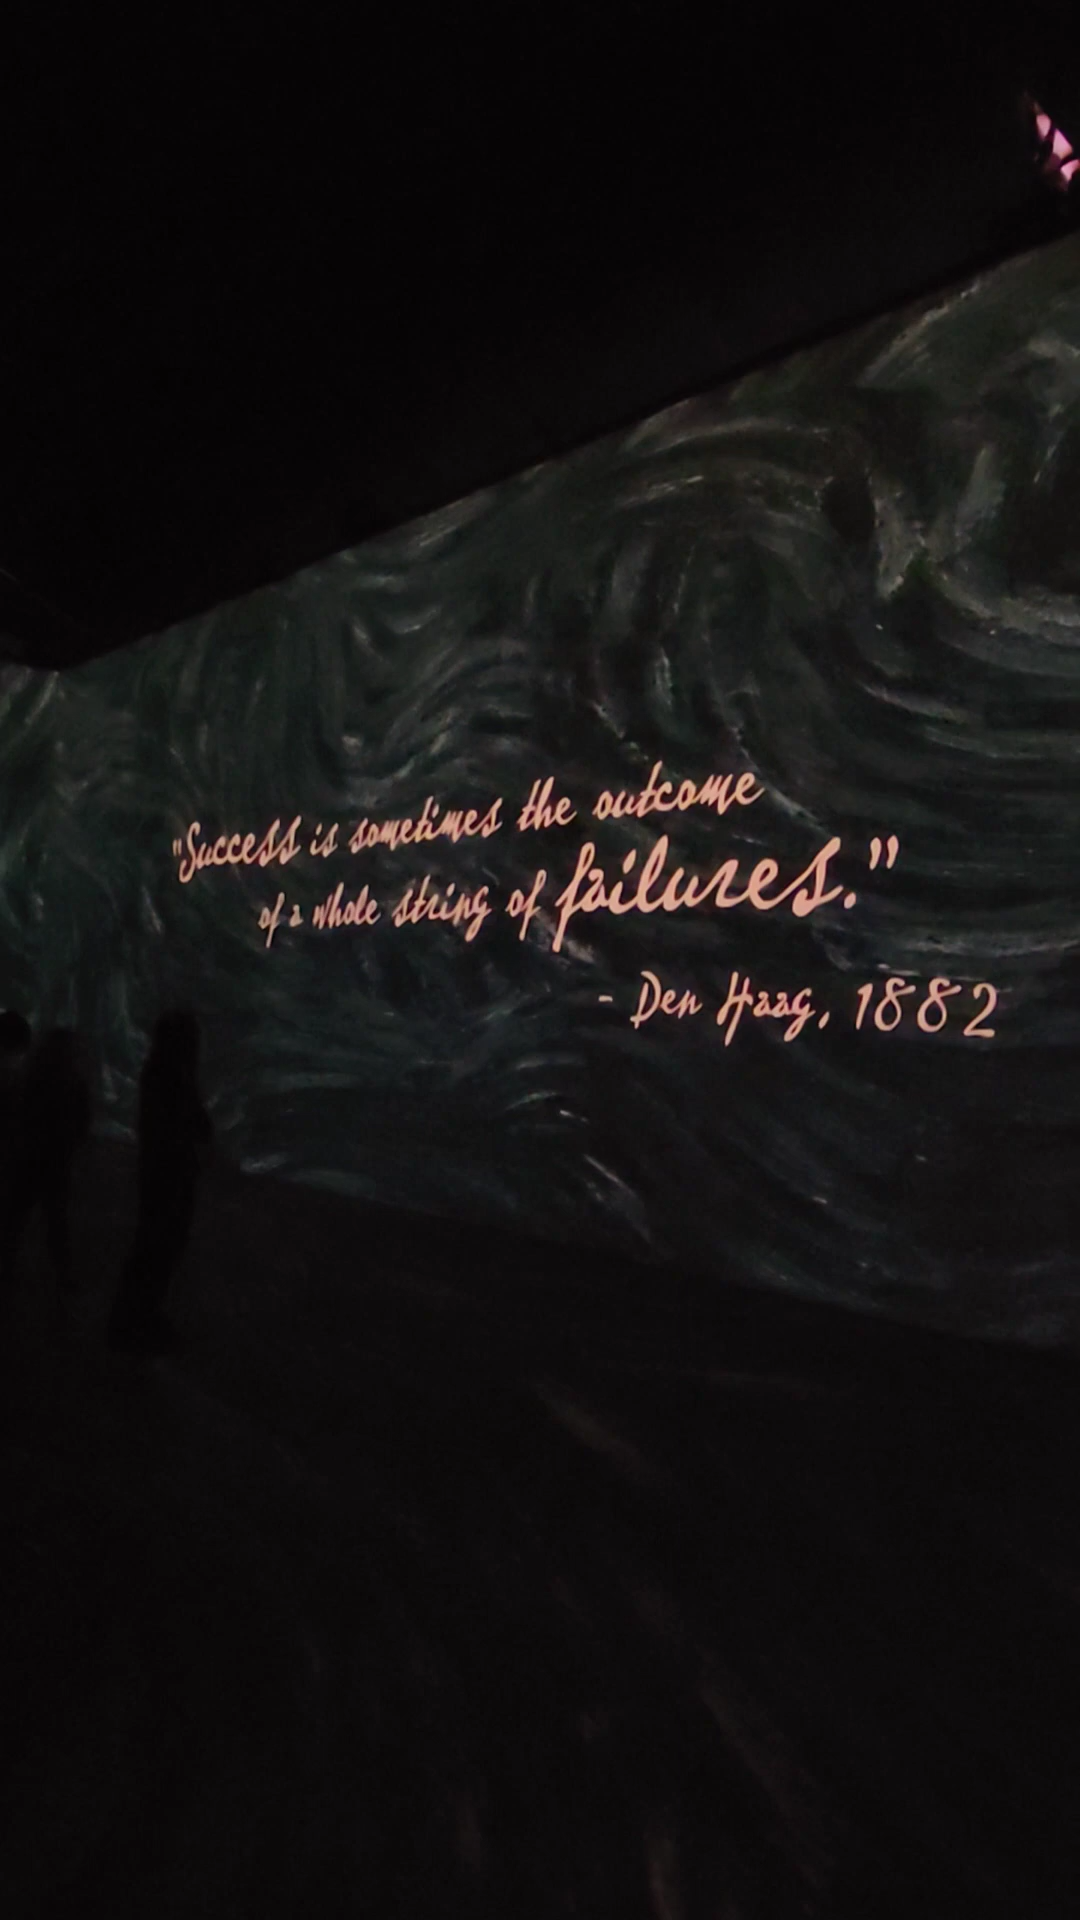 "Success is sometimes the outcome
of a whole string of failures."
- Den Haag, 1882